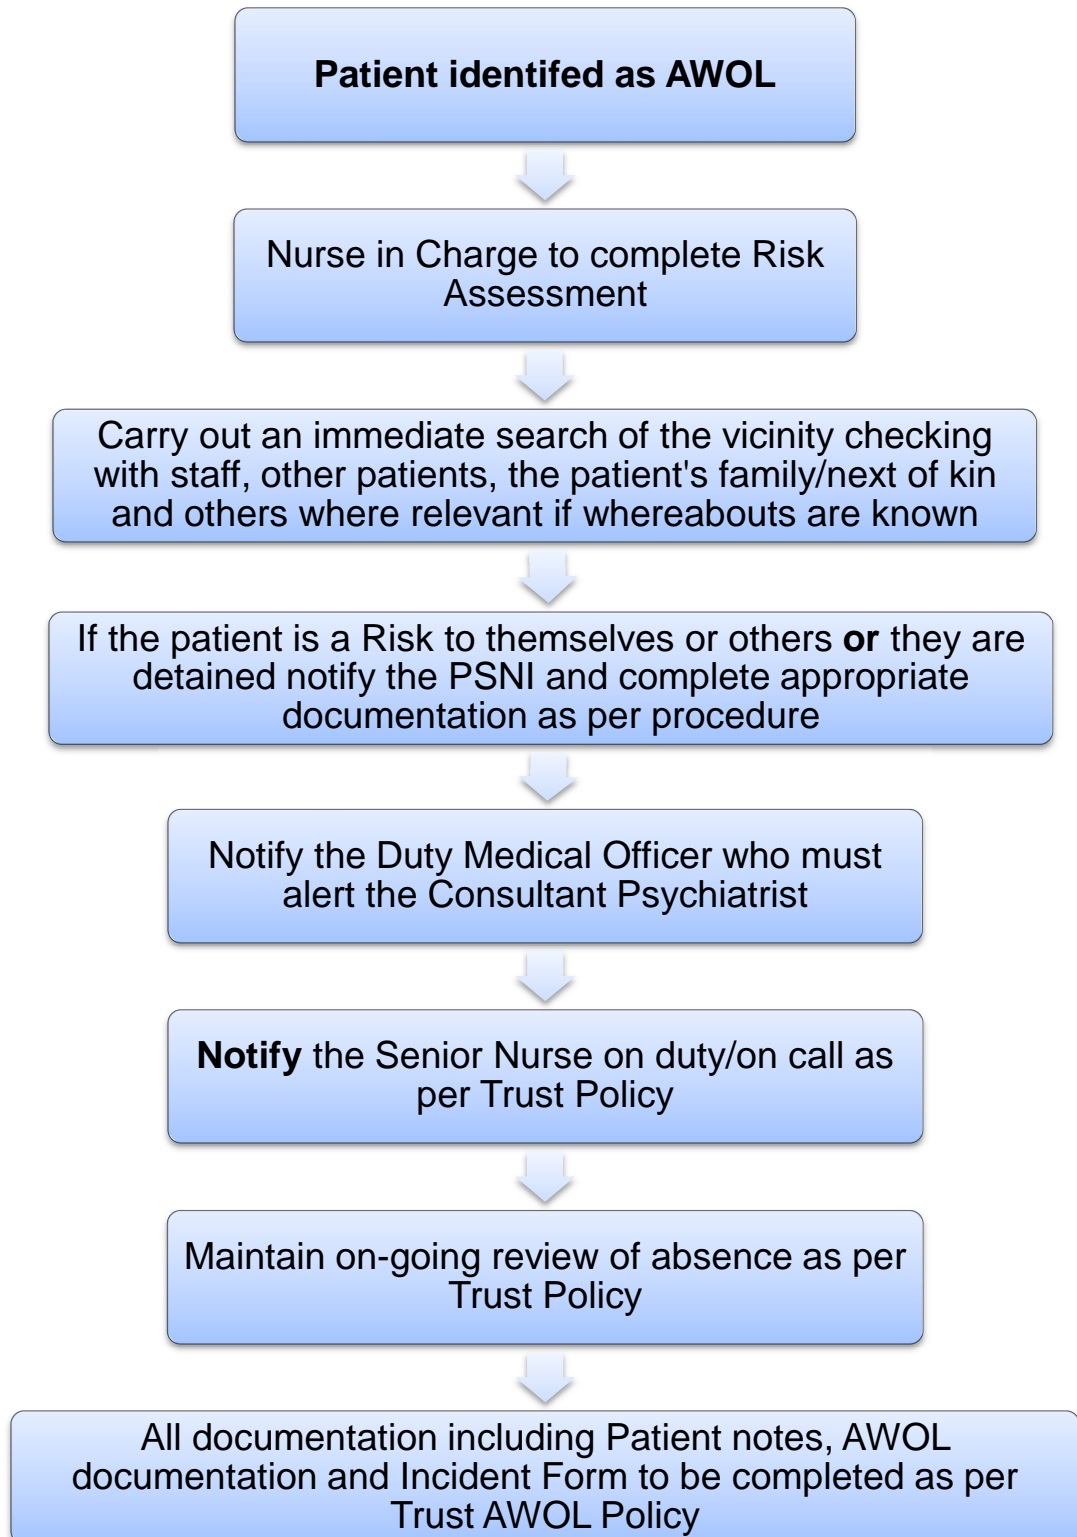 Patient identifed as AWOL
Nurse in Charge to complete Risk
Assessment
Carry out an immediate search of the vicinity checking
with staff, other patients, the patient's family/next of kin
and others where relevant if whereabouts are known
If the patient is a Risk to themselves or others or they are
detained notify the PSNI and complete appropriate
documentation as per procedure
Notify the Duty Medical Officer who must
alert the Consultant Psychiatrist
Notify the Senior Nurse on duty/on call as
per Trust Policy
Maintain on-going review of absence as per
Trust Policy
All documentation including Patient notes, AWOL
documentation and Incident Form to be completed as per
Trust AWOL Policy